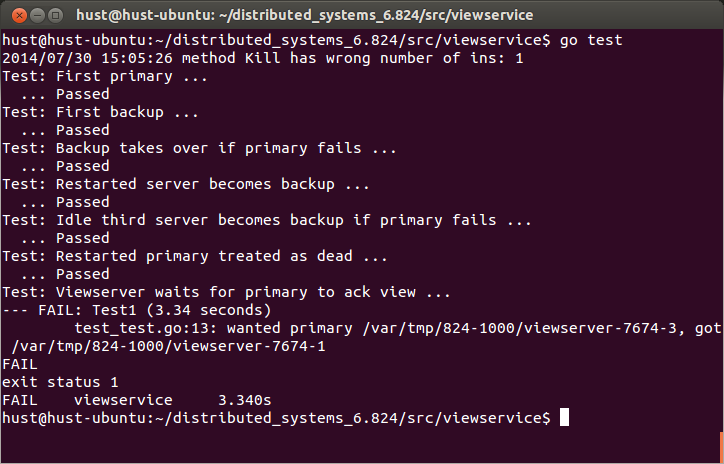 hust@hust-ubuntu: ~/distributed_systems_6.824/src/viewservice
hust@hust-ubuntu:~/distributed_systems_6.824/src/viewservice$ go test
2014/07/30 15:05:26 method Kill has wrong number of ins: 1
Test: First primary ...
  ... Passed
Test: First backup ...
  ... Passed
Test: Backup takes over if primary fails ...
  ... Passed
Test: Restarted server becomes backup ...
  ... Passed
Test: Idle third server becomes backup if primary fails ...
  ... Passed
Test: Restarted primary treated as dead ...
  ... Passed
Test: Viewserver waits for primary to ack view ...
--- FAIL: Test1 (3.34 seconds)
        test_test.go:13: wanted primary /var/tmp/824-1000/viewserver-7674-3, got
 /var/tmp/824-1000/viewserver-7674-1
FAIL
exit status 1
FAIL    viewservice     3.340s
hust@hust-ubuntu:~/distributed_systems_6.824/src/viewservice$